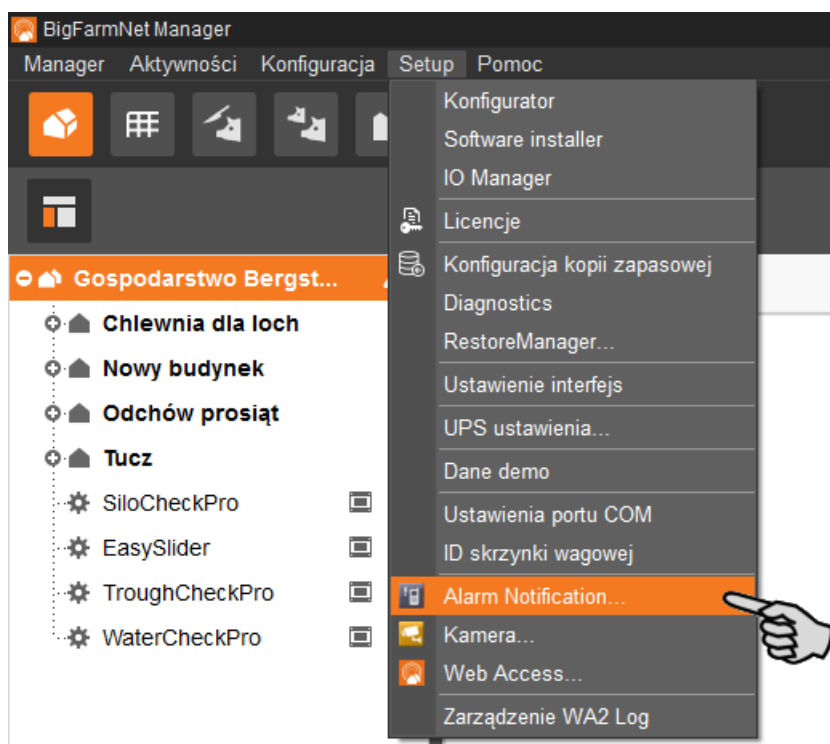 BigFarmNet Manager
Manager Aktywności Konfiguracja Setup Pomoc
Konfigurator
Software installer
IO Manager
Licencje
Konfiguracja kopii zapasowej
Diagnostics
RestoreManager...
Ustawienie interfejs
UPS ustawienia...
Dane demo
Ustawienia portu COM
ID skrzynki wagowej
Alarm Notification...
Kamera...
Web Access...
Zarządzenie WA2 Log
Gospodarstwo Bergst...
Chlewnia dla loch
Nowy budynek
Odchów prosiąt
Tucz
SiloCheckPro
EasySlider
TroughCheckPro
WaterCheckPro